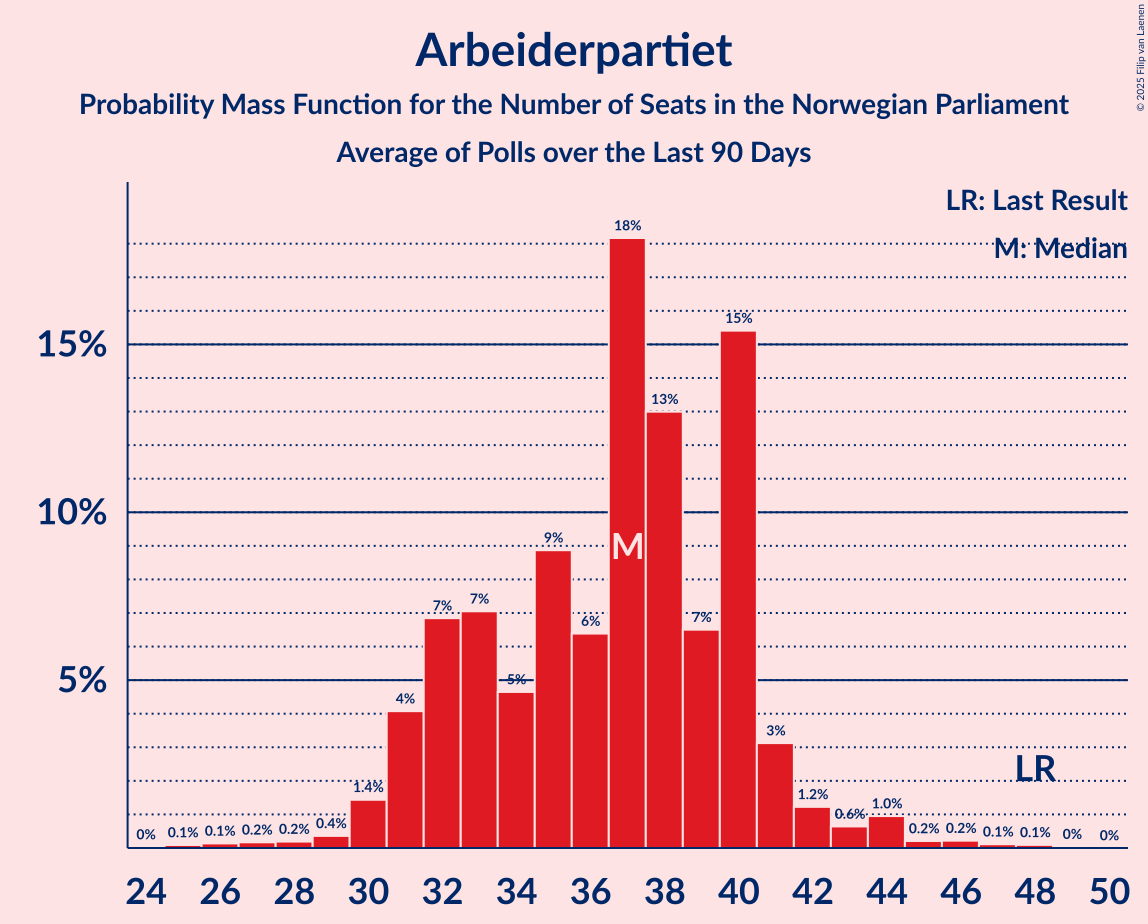 Arbeiderpartiet
Probability Mass Function for the Number of Seats in the Norwegian Parliament
Average of Polls over the Last 90 Days
© 2025 Filip van Laenen
LR: Last Result
M: Median
15%
10%
5%
0% 0.1% 0.1% 0.2% 0.2% 0.4% 1.4% 4% 7% 7% 5% 9% 6% 18% 13% 7% 15% 3% 1.2% 0.6% 1.0% 0.2% 0.2% 0.1% 0.1% 0% 0%
M
LR
24 26 28 30 32 34 36 38 40 42 44 46 48 50